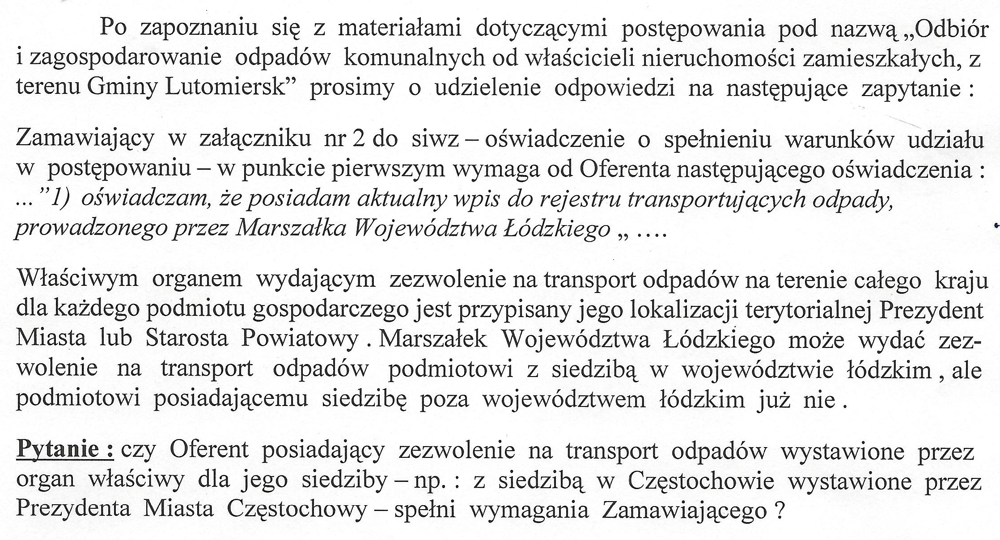 Po zapoznaniu się z materiałami dotyczącymi postępowania pod nazwą „Odbiór
i zagospodarowanie odpadów komunalnych od właścicieli nieruchomości zamieszkałych, z
terenu Gminy Lutomiersk” prosimy o udzielenie odpowiedzi na następujące zapytanie :
Zamawiający w załączniku nr 2 do siwz – oświadczenie o spełnieniu warunków udziału
w postępowaniu – w punkcie pierwszym wymaga od Oferenta następującego oświadczenia :
... ”1) oświadczam, że posiadam aktualny wpis do rejestru transportujących odpady,
prowadzonego przez Marszałka Województwa Łódzkiego „ ....
Właściwym organem wydającym zezwolenie na transport odpadów na terenie całego kraju
dla każdego podmiotu gospodarczego jest przypisany jego lokalizacji terytorialnej Prezydent
Miasta lub Starosta Powiatowy . Marszałek Województwa Łódzkiego może wydać zez-
wolenie na transport odpadów podmiotowi z siedzibą w województwie łódzkim , ale
podmiotowi posiadającemu siedzibę poza województwem łódzkim już nie .
Pytanie : czy Oferent posiadający zezwolenie na transport odpadów wystawione przez
organ właściwy dla jego siedziby – np. : z siedzibą w Częstochowie wystawione przez
Prezydenta Miasta Częstochowy – spełni wymagania Zamawiającego ?